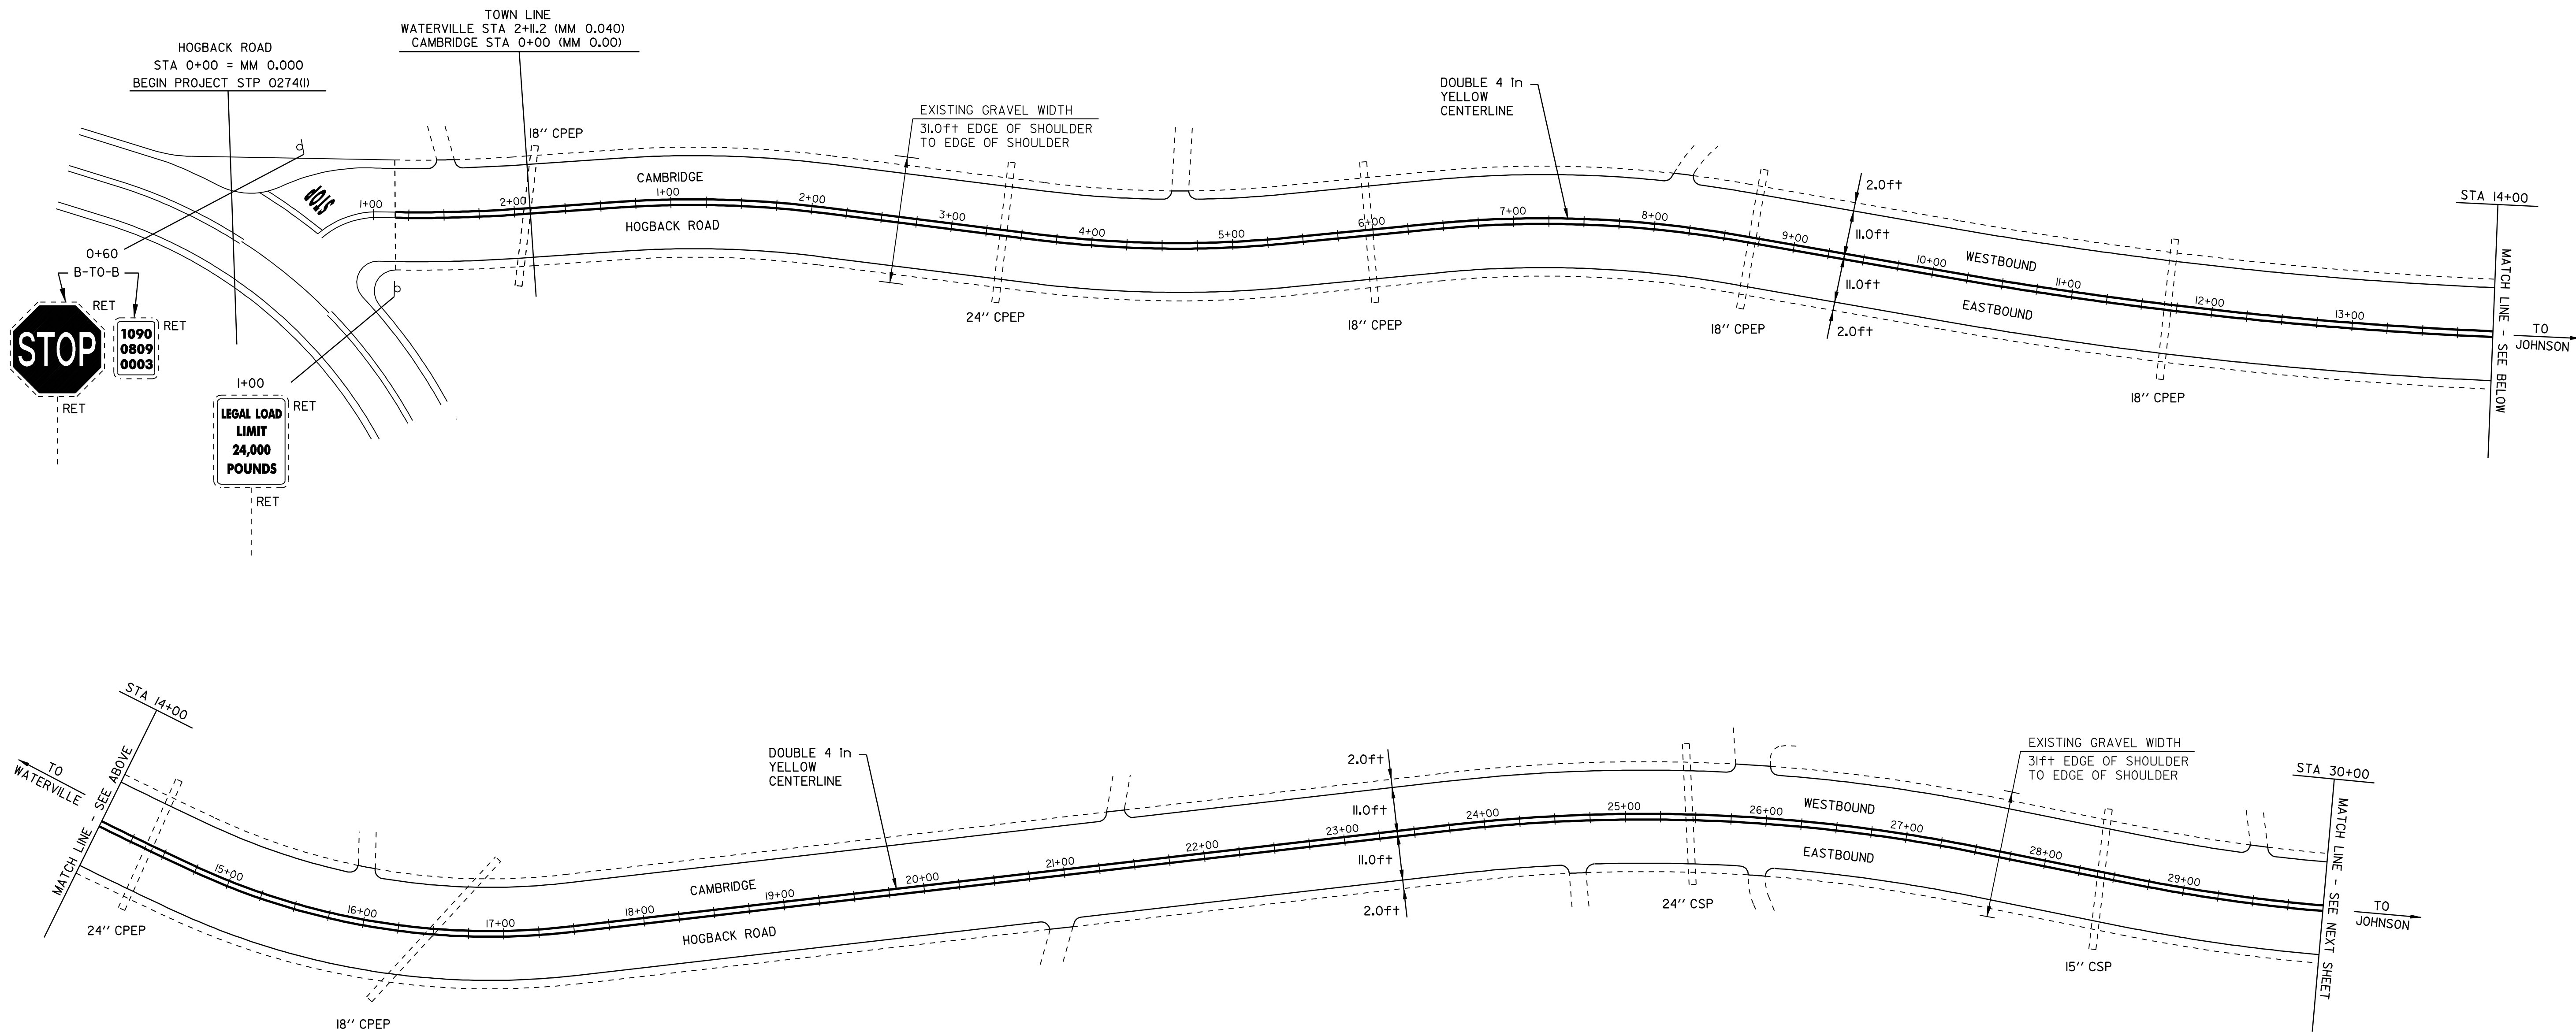 HOGBACK ROAD
STA 0+00 = MM 0.000
BEGIN PROJECT STP 0274(1)
TOWN LINE
WATERVILLE STA 2+11.2 (MM 0.040)
CAMBRIDGE STA 0+00 (MM 0.00)
18" CPEP
EXISTING GRAVEL WIDTH
31.0ft EDGE OF SHOULDER
TO EDGE OF SHOULDER
DOUBLE 4 in
YELLOW
CENTERLINE
STOP
1+00
2+00
CAMBRIDGE
1+00
HOGBACK ROAD
2+00
3+00
4+00
5+00
6+00
7+00
8+00
9+00
10+00
11+00
12+00
13+00
2.0ft
11.0ft
11.0ft
2.0ft
WESTBOUND
EASTBOUND
STA 14+00
MATCH LINE - SEE BELOW
TO
JOHNSON
24" CPEP
18" CPEP
18" CPEP
18" CPEP
0+60
B-TO-B
RET
STOP
RET
1090
0809
0003
RET
1+00
LEGAL LOAD
LIMIT
24,000
POUNDS
RET
RET
STA 14+00
TO
WATERVILLE
MATCH LINE - SEE ABOVE
24" CPEP
15+00
16+00
17+00
18+00
19+00
20+00
21+00
22+00
23+00
24+00
25+00
26+00
27+00
28+00
29+00
18" CPEP
CAMBRIDGE
HOGBACK ROAD
DOUBLE 4 in
YELLOW
CENTERLINE
2.0ft
11.0ft
11.0ft
2.0ft
24" CSP
WESTBOUND
EASTBOUND
EXISTING GRAVEL WIDTH
31ft EDGE OF SHOULDER
TO EDGE OF SHOULDER
15" CSP
STA 30+00
MATCH LINE - SEE NEXT SHEET
TO
JOHNSON